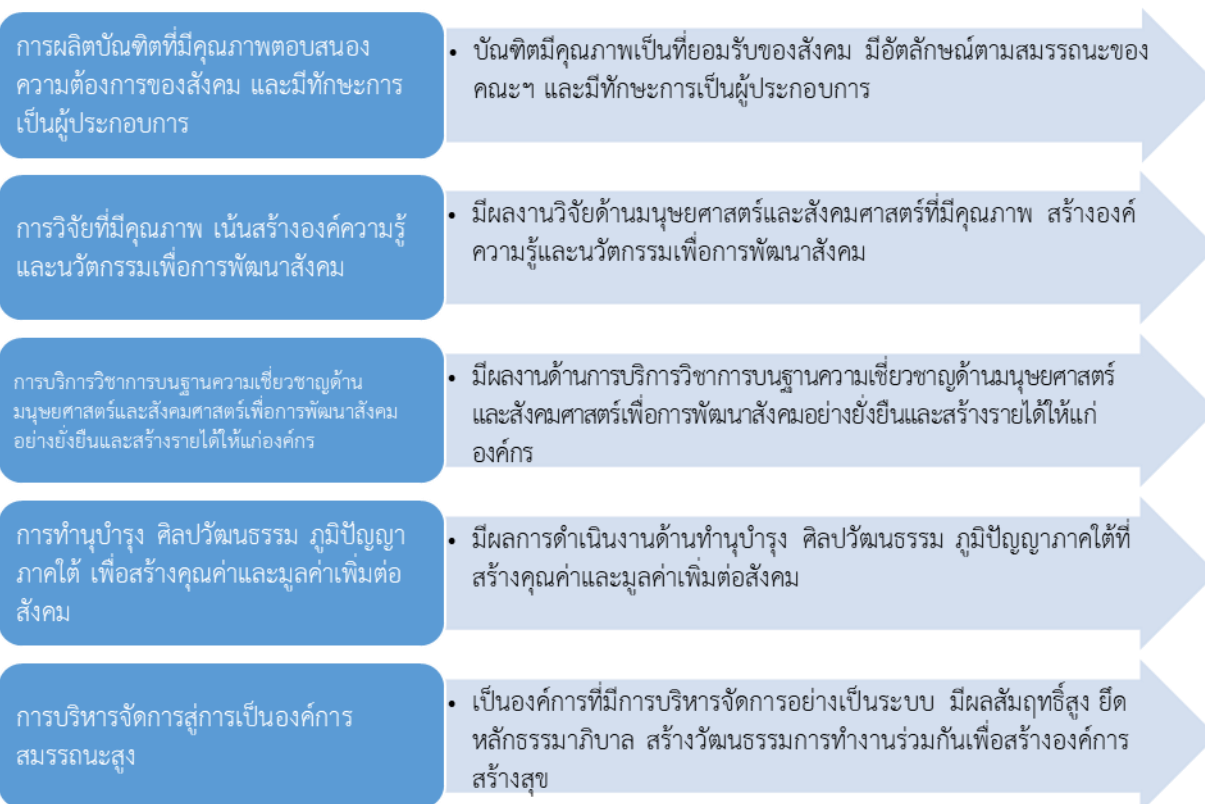 การผลิตบัณฑิตที่มีคุณภาพตอบสนอง
ความต้องการของสังคม และมีทักษะการ
เป็นผู้ประกอบการ
• บัณฑิตมีคุณภาพเป็นที่ยอมรับของสังคม มีอัตลักษณ์ตามสมรรถนะของ
คณะฯ และมีทักษะการเป็นผู้ประกอบการ
การวิจัยที่มีคุณภาพ เน้นสร้างองค์ความรู้
และนวัตกรรมเพื่อการพัฒนาสังคม
• มีผลงานวิจัยด้านมนุษยศาสตร์และสังคมศาสตร์ที่มีคุณภาพ สร้างองค์
ความรู้และนวัตกรรมเพื่อการพัฒนาสังคม
การบริการวิชาการบนฐานความเชี่ยวชาญด้าน
มนุษยศาสตร์และสังคมศาสตร์เพื่อการพัฒนาสังคม
อย่างยั่งยืนและสร้างรายได้ให้แก่องค์กร
• มีผลงานด้านการบริการวิชาการบนฐานความเชี่ยวชาญด้านมนุษยศาสตร์
และสังคมศาสตร์เพื่อการพัฒนาสังคมอย่างยั่งยืนและสร้างรายได้ให้แก่
องค์กร
การทำนุบำรุง ศิลปวัฒนธรรม ภูมิปัญญา
ภาคใต้ เพื่อสร้างคุณค่าและมูลค่าเพิ่มต่อ
สังคม
• มีผลการดำเนินงานด้านทำนุบำรุง ศิลปวัฒนธรรม ภูมิปัญญาภาคใต้ที่
สร้างคุณค่าและมูลค่าเพิ่มต่อสังคม
การบริหารจัดการสู่การเป็นองค์การ
สมรรถนะสูง
• เป็นองค์การที่มีการบริหารจัดการอย่างเป็นระบบ มีผลสัมฤทธิ์สูง ยึด
หลักธรรมาภิบาล สร้างวัฒนธรรมการทำงานร่วมกันเพื่อสร้างองค์การ
สร้างสุข